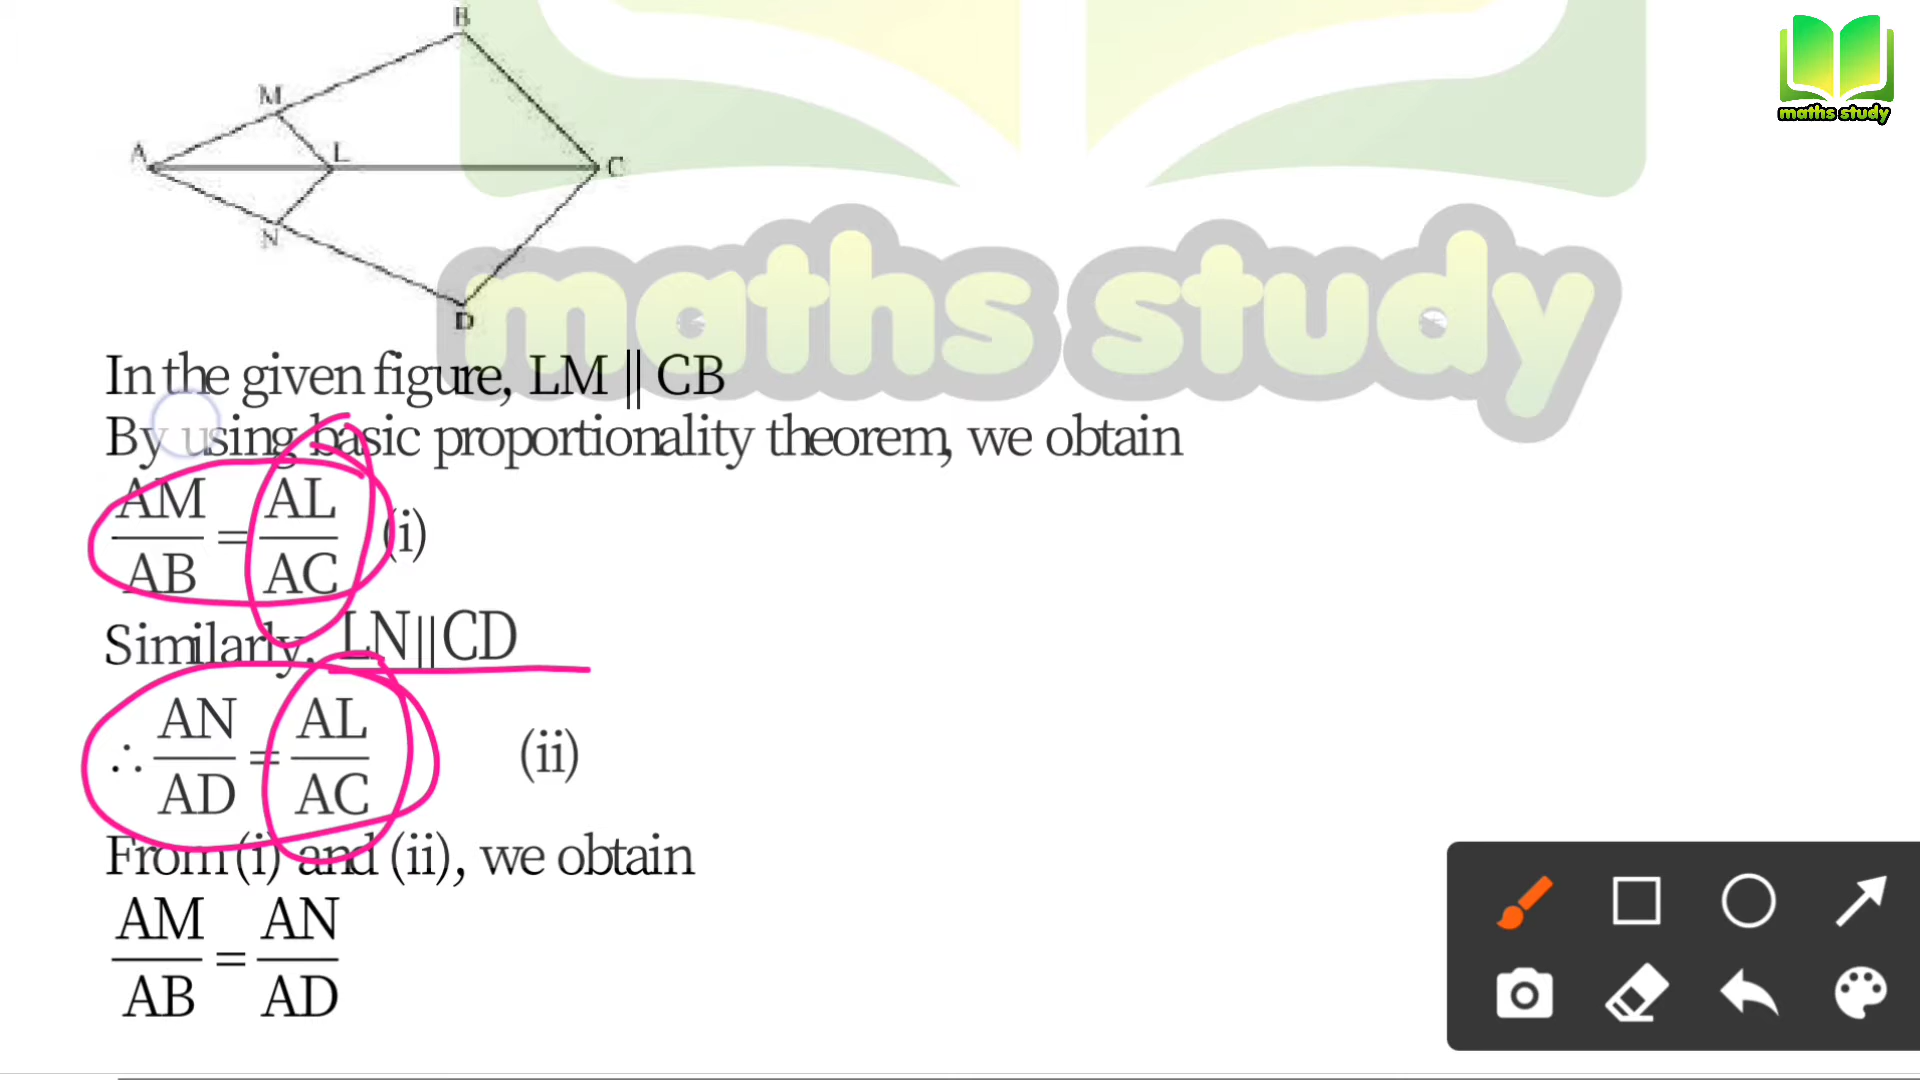 B
M
A
L
C
N
D
maths study
maths study
In the given figure, LM || CB
By using basic proportionality theorem, we obtain
AM/AB = AL/AC (i)
Similarly, LN||CD
∴ AN/AD = AL/AC (ii)
From (i) and (ii), we obtain
AM/AB = AN/AD